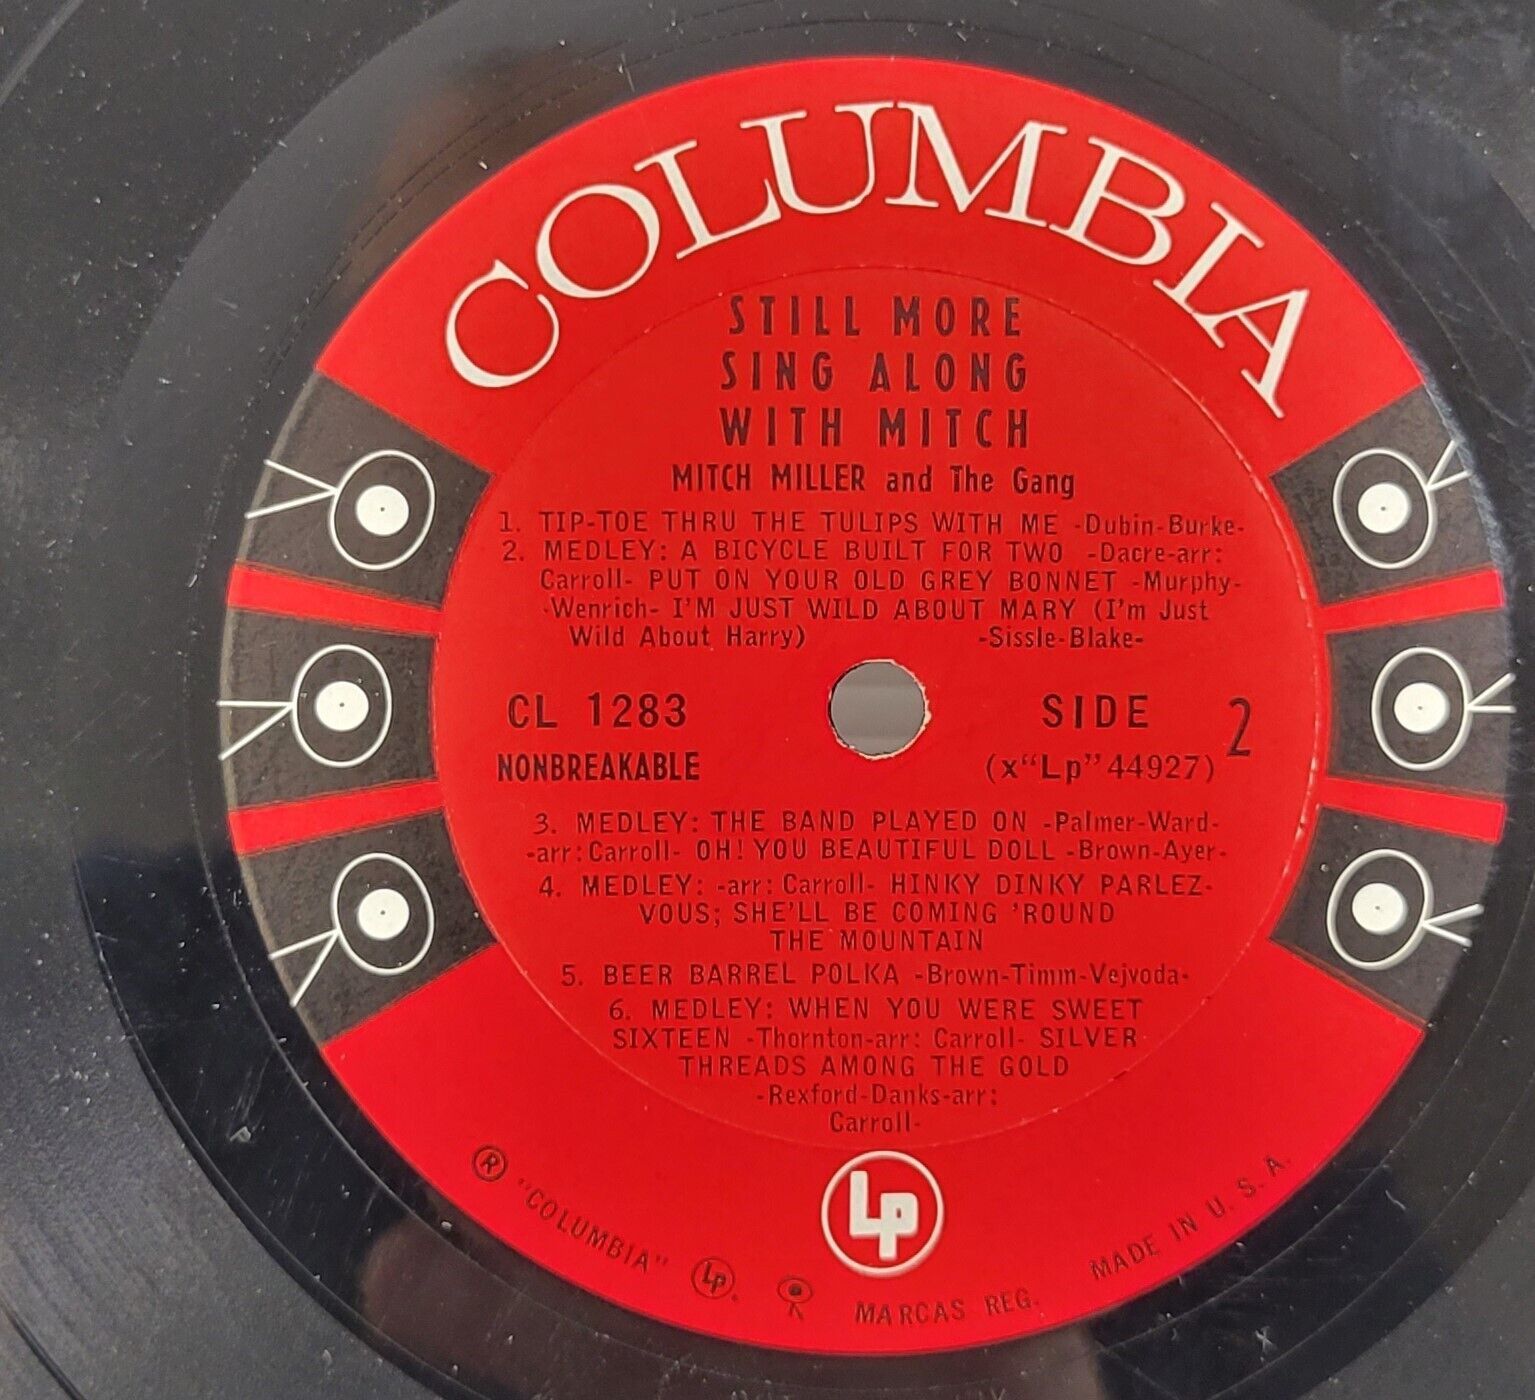 COLUMBIA
STILL MORE
SING ALONG
WITH MITCH
MITCH MILLER and The Gang
1. TIP-TOE THRU THE TULIPS WITH ME -Dubin-Burke-
2. MEDLEY: A BICYCLE BUILT FOR TWO -Dacre-arr:
Carroll- PUT ON YOUR OLD GREY BONNET -Murphy-
-Wenrich- I'M JUST WILD ABOUT MARY (I'm Just
Wild About Harry) -Sissle-Blake-
CL 1283 SIDE 2
NONBREAKABLE (x"Lp"44927)
3. MEDLEY: THE BAND PLAYED ON -Palmer-Ward-
-arr: Carroll- OH! YOU BEAUTIFUL DOLL -Brown-Ayer-
4. MEDLEY: -arr: Carroll- HINKY DINKY PARLEZ-
VOUS; SHE'LL BE COMING 'ROUND
THE MOUNTAIN
5. BEER BARREL POLKA -Brown-Timm-Vejvoda-
6. MEDLEY: WHEN YOU WERE SWEET
SIXTEEN -Thornton-arr: Carroll- SILVER
THREADS AMONG THE GOLD
-Rexford-Danks-arr:
Carroll-
Lp
® "COLUMBIA" Lp. MARCAS REG. MADE IN U. S. A.